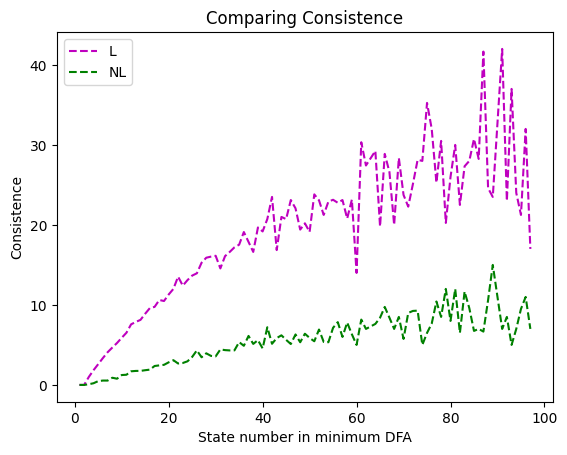 Comparing Consistence
L
NL
Consistence
40
30
20
10
0
0 20 40 60 80 100
State number in minimum DFA